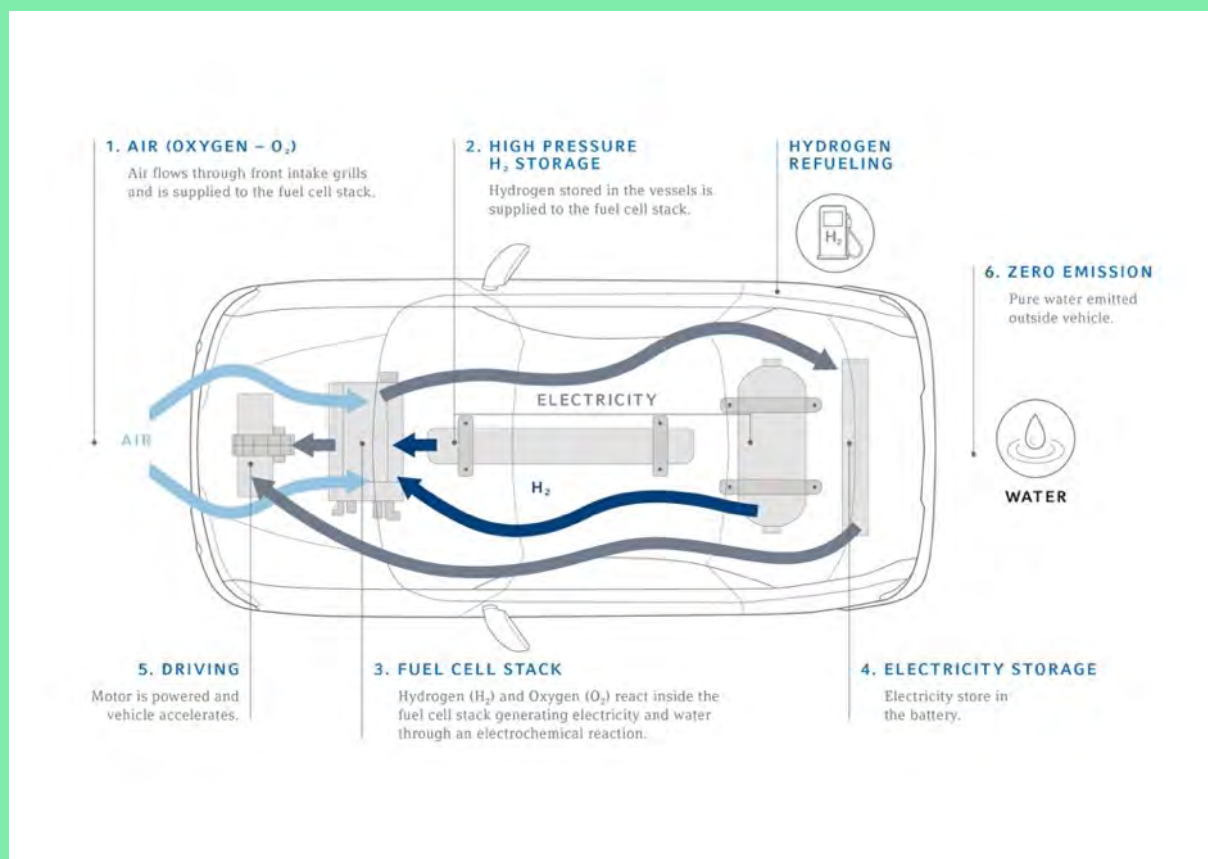 1. AIR (OXYGEN – O₂)
Air flows through front intake grills
and is supplied to the fuel cell stack.
2. HIGH PRESSURE
H₂ STORAGE
Hydrogen stored in the vessels is
supplied to the fuel cell stack.
HYDROGEN
REFUELING
H₂
6. ZERO EMISSION
Pure water emitted
outside vehicle.
ELECTRICITY
AIR
H₂
WATER
5. DRIVING
Motor is powered and
vehicle accelerates.
3. FUEL CELL STACK
Hydrogen (H₂) and Oxygen (O₂) react inside the
fuel cell stack generating electricity and water
through an electrochemical reaction.
4. ELECTRICITY STORAGE
Electricity store in
the battery.